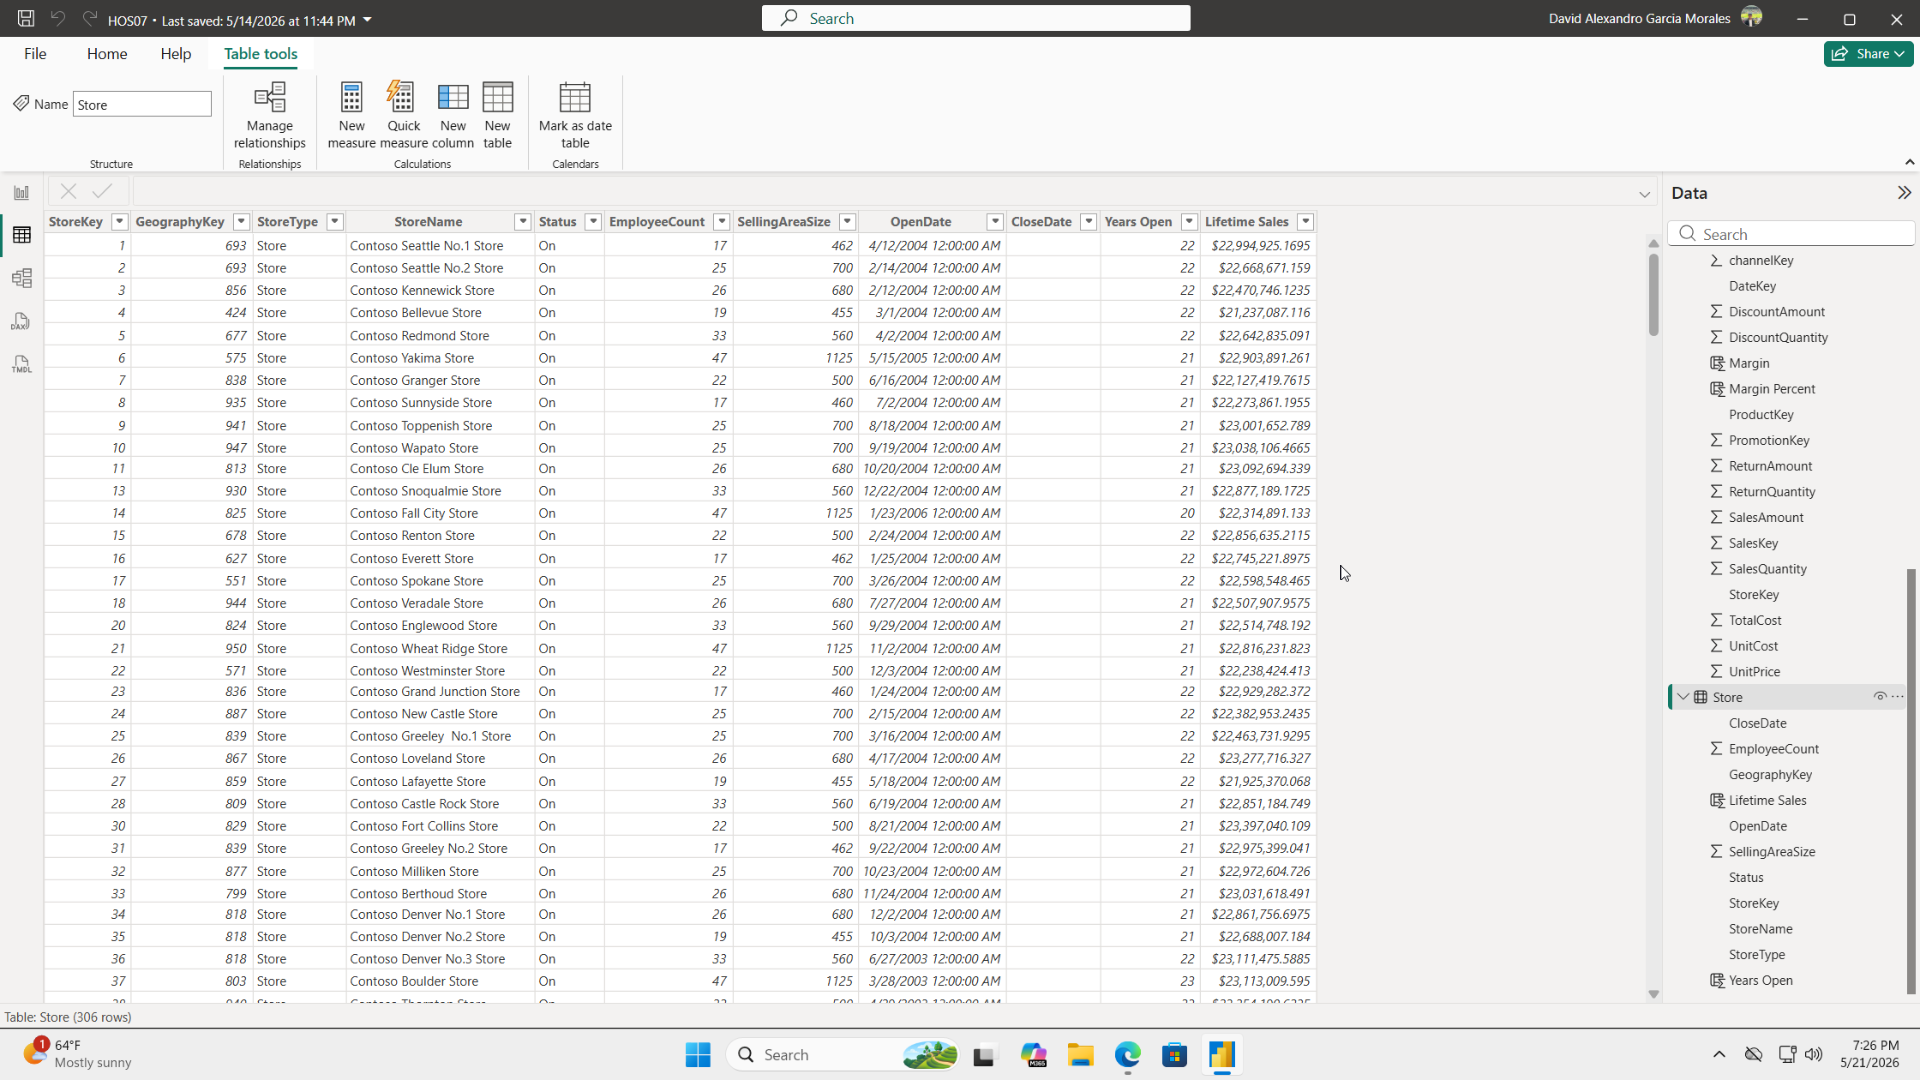 HOS07 • Last saved: 5/14/2026 at 11:44 PM
Search
David Alexandro Garcia Morales
File Home Help Table tools
Share
Name Store
Manage relationships
New measure
Quick measure
New column
New table
Mark as date table
Structure Relationships Calculations Calendars
Data
StoreKey GeographyKey StoreType StoreName Status EmployeeCount SellingAreaSize OpenDate CloseDate Years Open Lifetime Sales
1 693 Store Contoso Seattle No.1 Store On 17 462 4/12/2004 12:00:00 AM 22 $22,994,925.1695
2 693 Store Contoso Seattle No.2 Store On 25 700 2/14/2004 12:00:00 AM 22 $22,668,671.159
3 856 Store Contoso Kennewick Store On 26 680 2/12/2004 12:00:00 AM 22 $22,470,746.1235
4 424 Store Contoso Bellevue Store On 19 455 3/1/2004 12:00:00 AM 22 $21,237,087.116
5 677 Store Contoso Redmond Store On 33 560 4/2/2004 12:00:00 AM 22 $22,642,835.091
6 575 Store Contoso Yakima Store On 47 1125 5/15/2005 12:00:00 AM 21 $22,903,891.261
7 838 Store Contoso Granger Store On 22 500 6/16/2004 12:00:00 AM 21 $22,127,419.7615
8 935 Store Contoso Sunnyside Store On 17 460 7/2/2004 12:00:00 AM 21 $22,273,861.1955
9 941 Store Contoso Toppenish Store On 25 700 8/18/2004 12:00:00 AM 21 $23,001,652.789
10 947 Store Contoso Wapato Store On 25 700 9/19/2004 12:00:00 AM 21 $23,038,106.4665
11 813 Store Contoso Cle Elum Store On 26 680 10/20/2004 12:00:00 AM 21 $23,092,694.339
13 930 Store Contoso Snoqualmie Store On 33 560 12/22/2004 12:00:00 AM 21 $22,877,189.1725
14 825 Store Contoso Fall City Store On 47 1125 1/23/2006 12:00:00 AM 20 $22,314,891.133
15 678 Store Contoso Renton Store On 22 500 2/24/2004 12:00:00 AM 22 $22,856,635.2115
16 627 Store Contoso Everett Store On 17 462 1/25/2004 12:00:00 AM 22 $22,745,221.8975
17 551 Store Contoso Spokane Store On 25 700 3/26/2004 12:00:00 AM 22 $22,598,548.465
18 944 Store Contoso Veradale Store On 26 680 7/27/2004 12:00:00 AM 21 $22,507,907.9575
20 824 Store Contoso Englewood Store On 33 560 9/29/2004 12:00:00 AM 21 $22,514,748.192
21 950 Store Contoso Wheat Ridge Store On 47 1125 11/2/2004 12:00:00 AM 21 $22,816,231.823
22 571 Store Contoso Westminster Store On 22 500 12/3/2004 12:00:00 AM 21 $22,238,424.413
23 836 Store Contoso Grand Junction Store On 17 460 1/24/2004 12:00:00 AM 22 $22,929,282.372
24 887 Store Contoso New Castle Store On 25 700 2/15/2004 12:00:00 AM 22 $22,382,953.2435
25 839 Store Contoso Greeley  No.1 Store On 25 700 3/16/2004 12:00:00 AM 22 $22,463,731.9295
26 867 Store Contoso Loveland Store On 26 680 4/17/2004 12:00:00 AM 22 $23,277,716.327
27 859 Store Contoso Lafayette Store On 19 455 5/18/2004 12:00:00 AM 22 $21,925,370.068
28 809 Store Contoso Castle Rock Store On 33 560 6/19/2004 12:00:00 AM 21 $22,851,184.749
30 829 Store Contoso Fort Collins Store On 22 500 8/21/2004 12:00:00 AM 21 $23,397,040.109
31 839 Store Contoso Greeley No.2 Store On 17 462 9/22/2004 12:00:00 AM 21 $22,975,399.041
32 877 Store Contoso Milliken Store On 25 700 10/23/2004 12:00:00 AM 21 $22,972,604.726
33 799 Store Contoso Berthoud Store On 26 680 11/24/2004 12:00:00 AM 21 $23,031,618.491
34 818 Store Contoso Denver No.1 Store On 26 680 12/2/2004 12:00:00 AM 21 $22,861,756.6975
35 818 Store Contoso Denver No.2 Store On 19 455 10/3/2004 12:00:00 AM 21 $22,688,007.184
36 818 Store Contoso Denver No.3 Store On 33 560 6/27/2003 12:00:00 AM 22 $23,111,475.5885
37 803 Store Contoso Boulder Store On 47 1125 3/28/2003 12:00:00 AM 23 $23,113,009.595
Search
channelKey
DateKey
DiscountAmount
DiscountQuantity
Margin
Margin Percent
ProductKey
PromotionKey
ReturnAmount
ReturnQuantity
SalesAmount
SalesKey
SalesQuantity
StoreKey
TotalCost
UnitCost
UnitPrice
Store
CloseDate
EmployeeCount
GeographyKey
Lifetime Sales
OpenDate
SellingAreaSize
Status
StoreKey
StoreName
StoreType
Years Open
DAX
TMDL
Table: Store (306 rows)
1
64°F
Mostly sunny
Search
M365
7:26 PM
5/21/2026